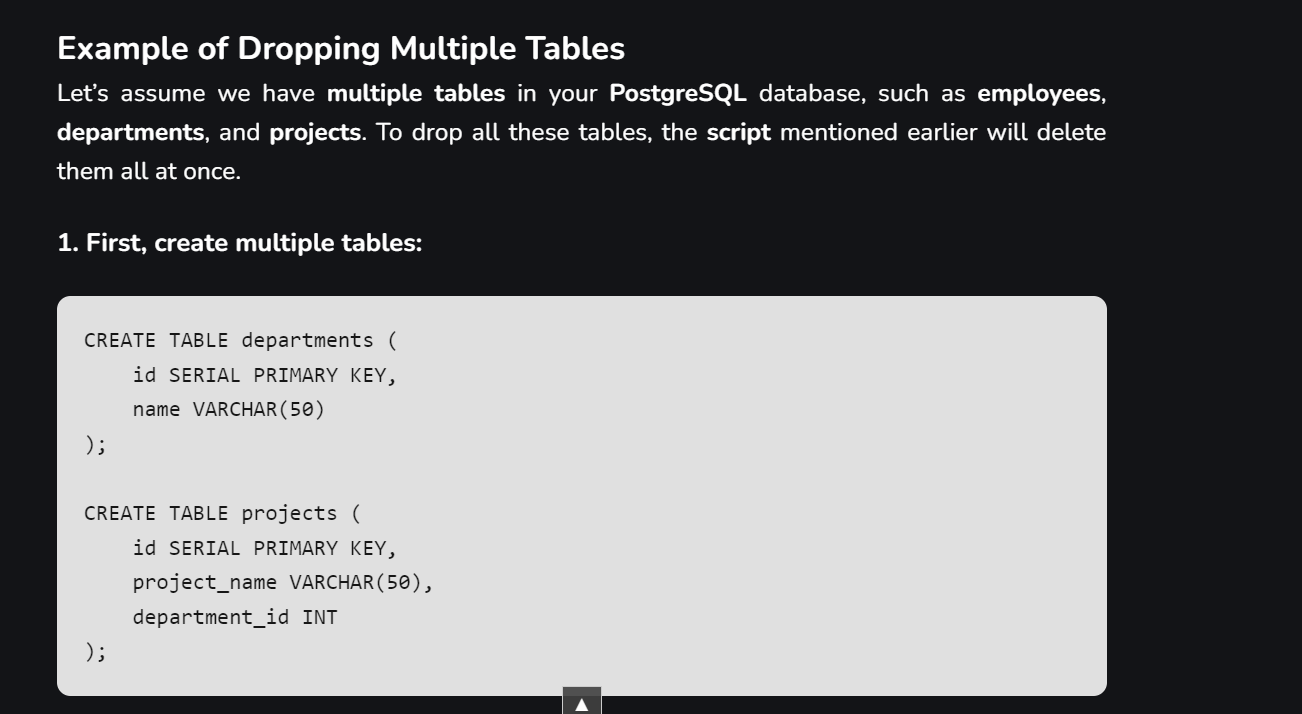 Example of Dropping Multiple Tables
Let’s assume we have multiple tables in your PostgreSQL database, such as employees,
departments, and projects. To drop all these tables, the script mentioned earlier will delete
them all at once.
1. First, create multiple tables:
CREATE TABLE departments (
    id SERIAL PRIMARY KEY,
    name VARCHAR(50)
);
CREATE TABLE projects (
    id SERIAL PRIMARY KEY,
    project_name VARCHAR(50),
    department_id INT
);